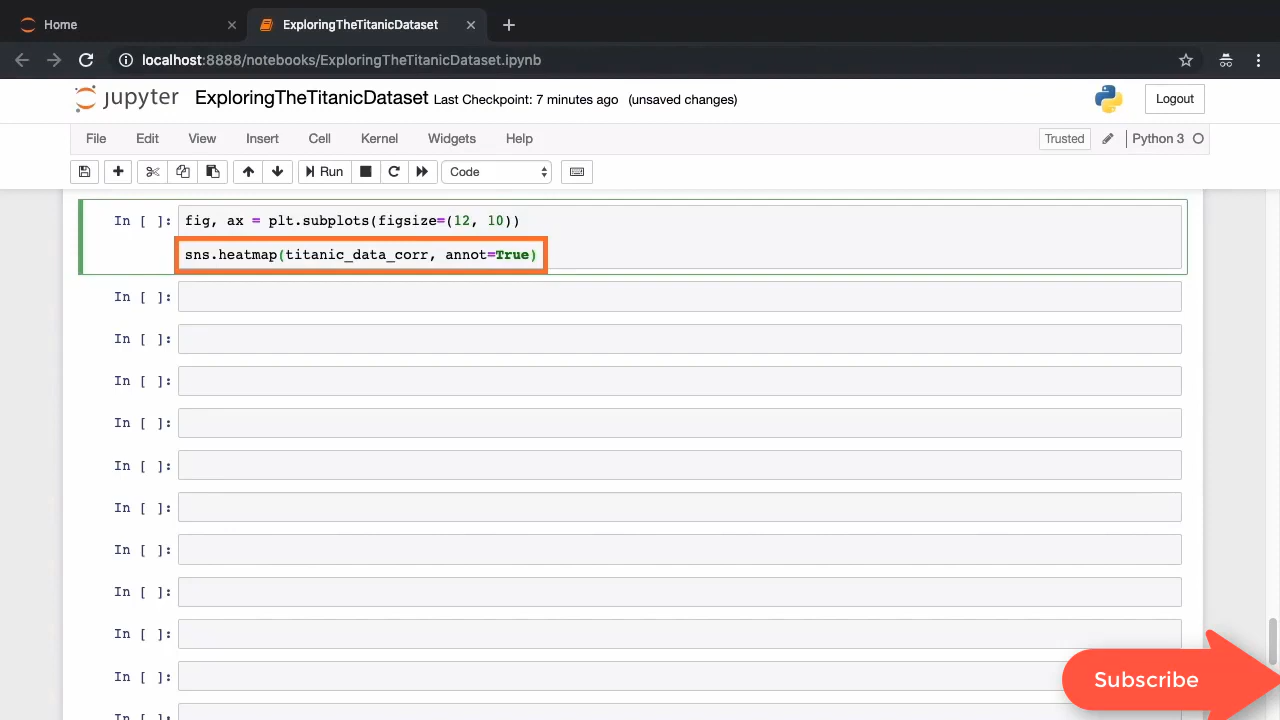 Home
ExploringTheTitanicDataset
localhost:8888/notebooks/ExploringTheTitanicDataset.ipynb
jupyter ExploringTheTitanicDataset Last Checkpoint: 7 minutes ago (unsaved changes)
Logout
File Edit View Insert Cell Kernel Widgets Help
Trusted Python 3
Run Code
In [ ]: fig, ax = plt.subplots(figsize=(12, 10))
sns.heatmap(titanic_data_corr, annot=True)
In [ ]:
In [ ]:
In [ ]:
In [ ]:
In [ ]:
In [ ]:
In [ ]:
In [ ]:
In [ ]:
In [ ]:
In [ ]:
Subscribe